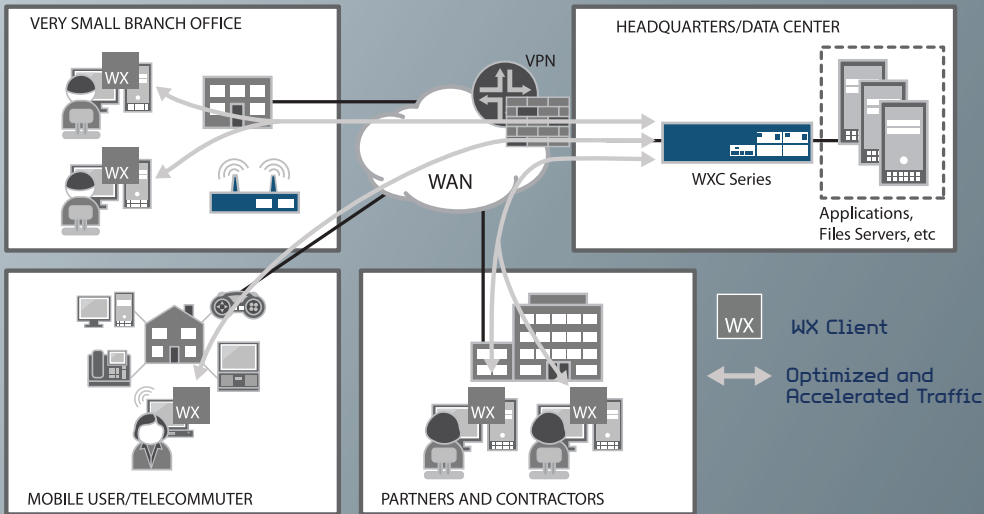 VERY SMALL BRANCH OFFICE
WX
WX
VPN
WAN
HEADQUARTERS/DATA CENTER
WXC Series
Applications,
Files Servers, etc
WX
MOBILE USER/TELECOMMUTER
WX
WX
PARTNERS AND CONTRACTORS
WX
WX Client
Optimized and
Accelerated Traffic